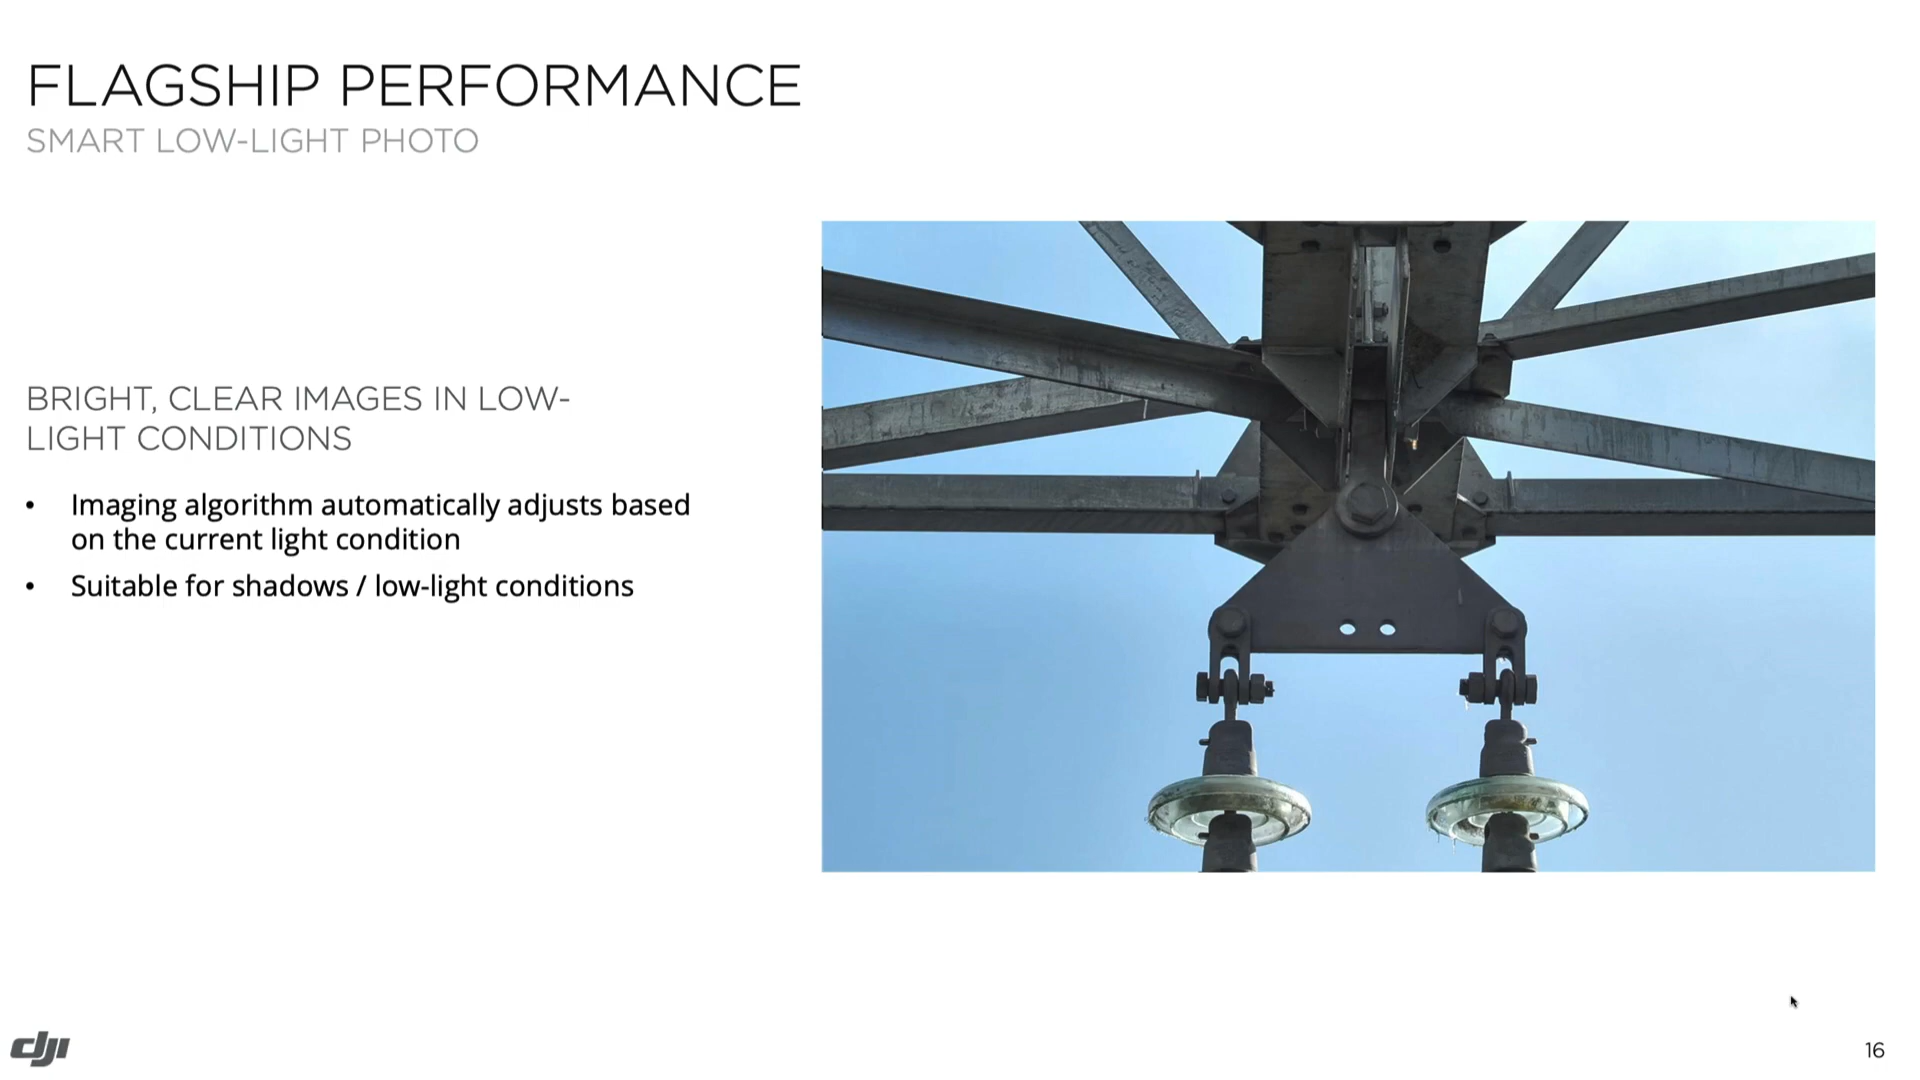 FLAGSHIP PERFORMANCE
SMART LOW-LIGHT PHOTO
BRIGHT, CLEAR IMAGES IN LOW-
LIGHT CONDITIONS
• Imaging algorithm automatically adjusts based
on the current light condition
• Suitable for shadows / low-light conditions
dji
16